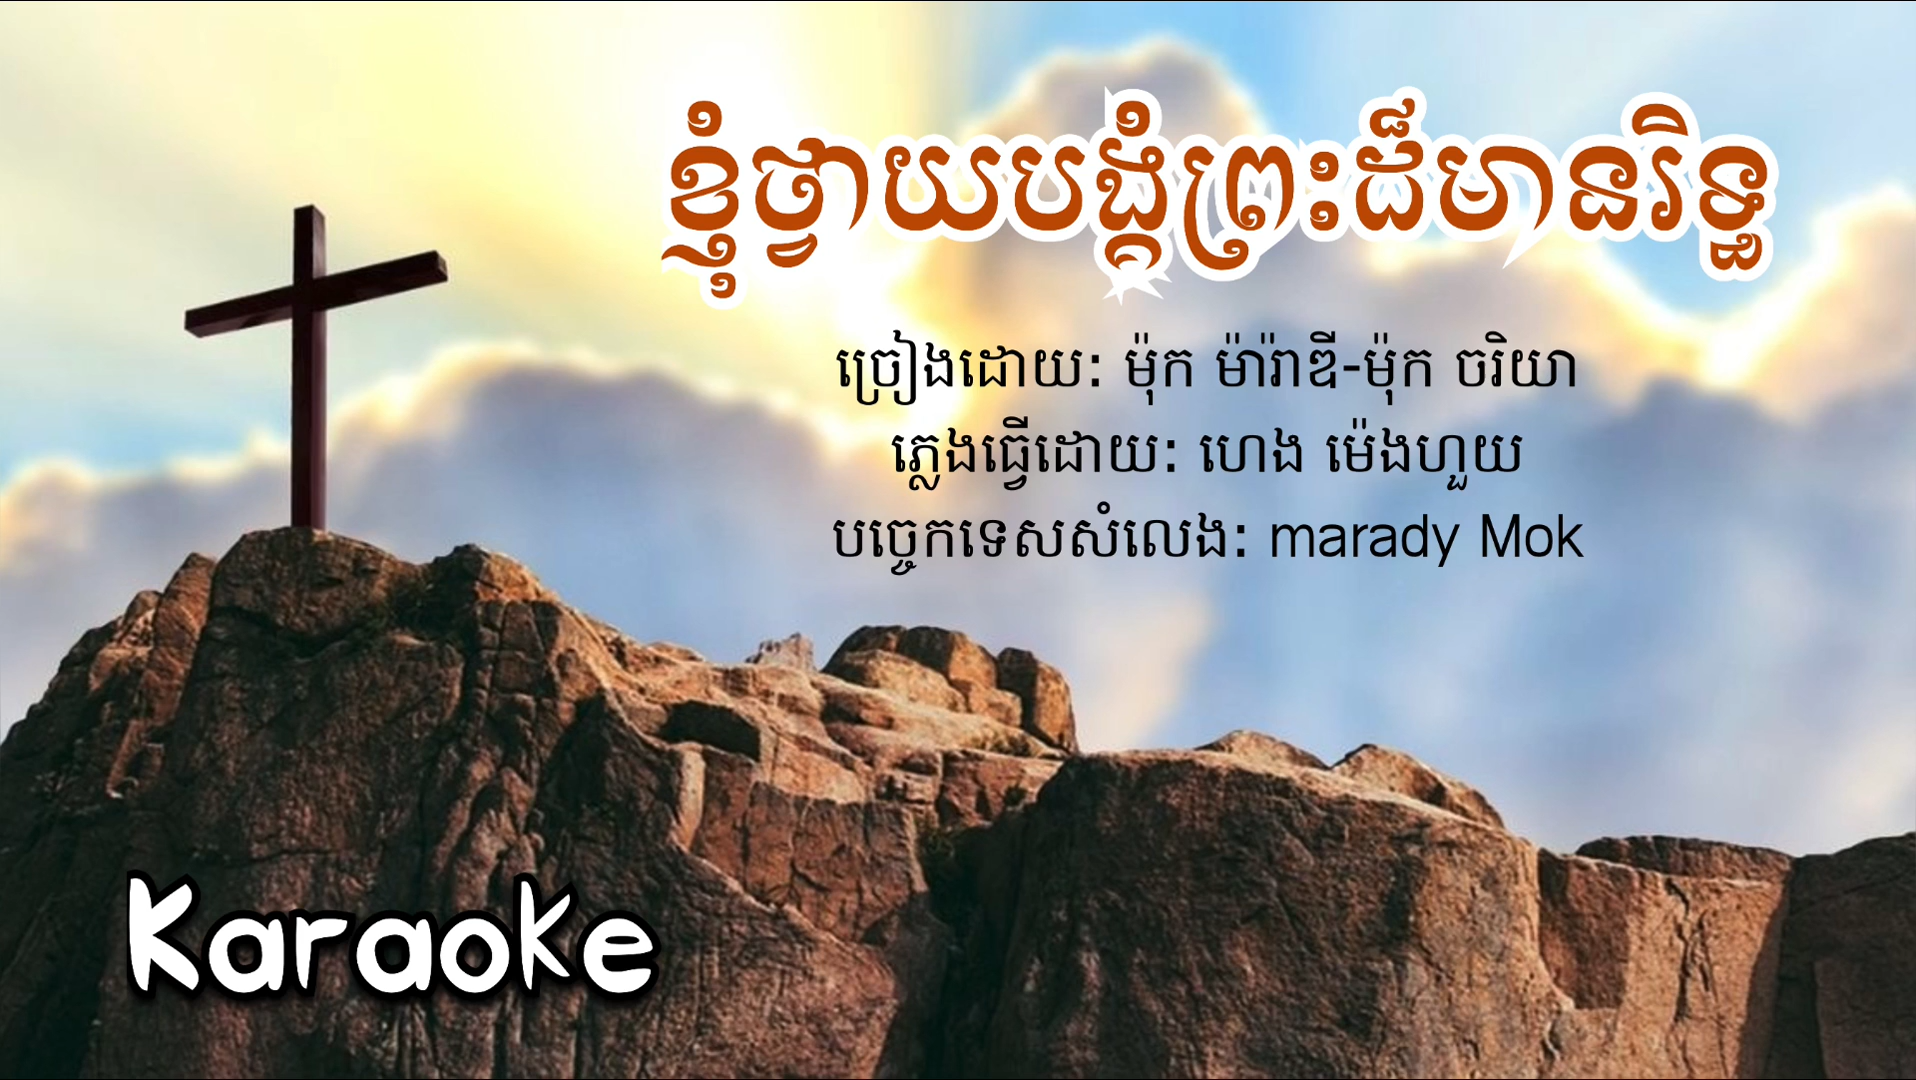 ខ្ញុំថ្វាយបង្គំព្រះដ៏មានរិទ្ធ
ច្រៀងដោយ: ម៉ុក ម៉ារ៉ាឌី-ម៉ុក ចរិយា
ភ្លេងធ្វើដោយ: ហេង ម៉េងហួយ
បច្ចេកទេសសំលេង: marady Mok
Karaoke